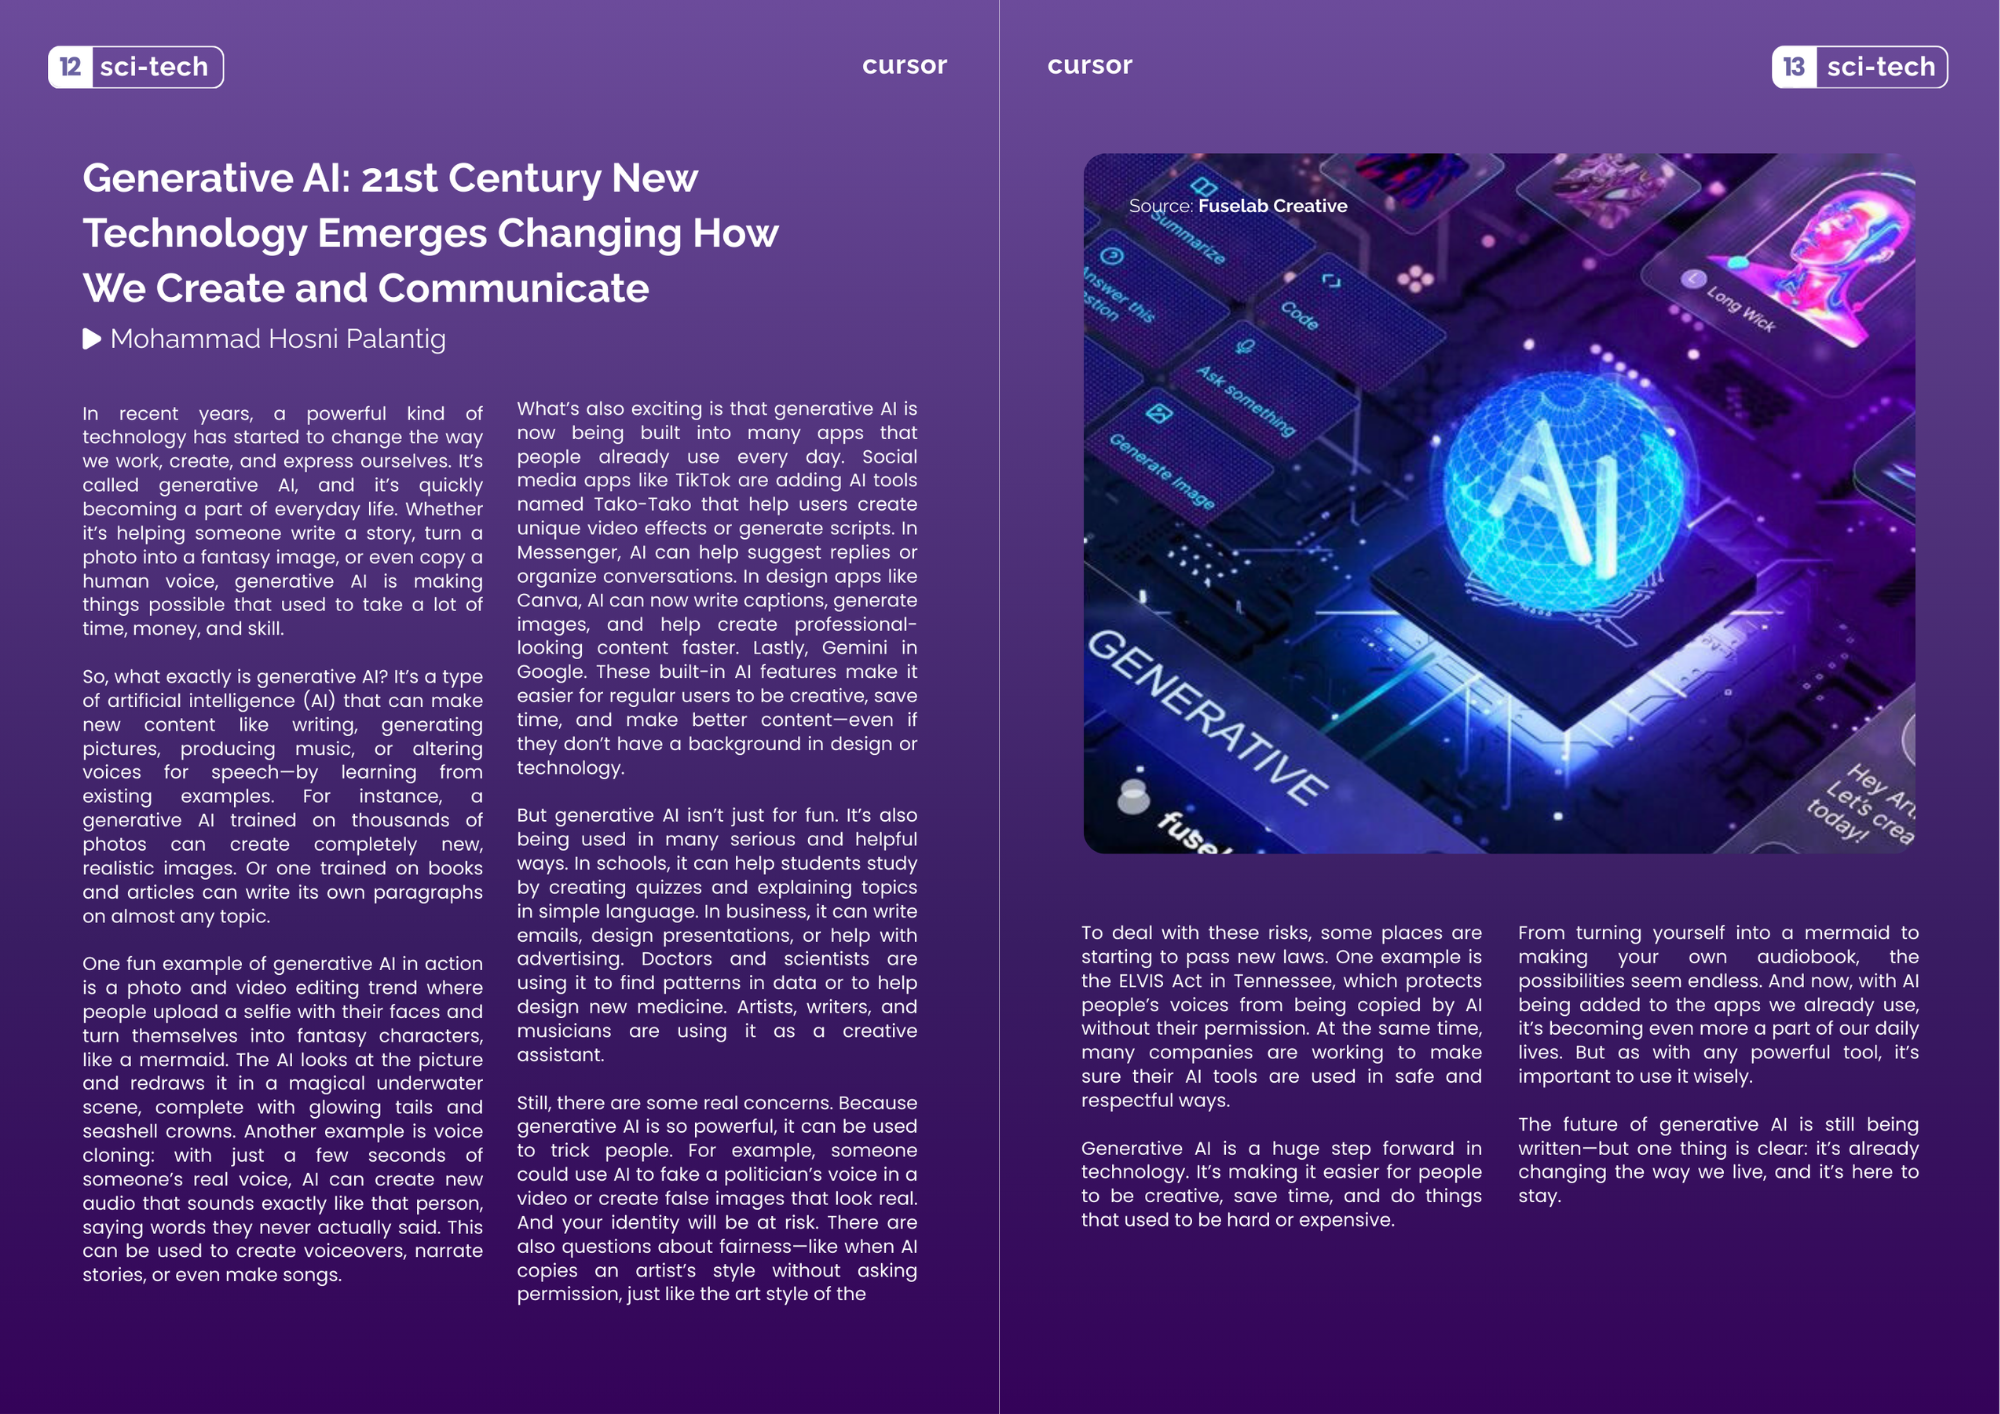 12 sci-tech
cursor
Generative AI: 21st Century New
Technology Emerges Changing How
We Create and Communicate
Mohammad Hosni Palantig
In recent years, a powerful kind of
technology has started to change the way
we work, create, and express ourselves. It’s
called generative AI, and it’s quickly
becoming a part of everyday life. Whether
it’s helping someone write a story, turn a
photo into a fantasy image, or even copy a
human voice, generative AI is making
things possible that used to take a lot of
time, money, and skill.
So, what exactly is generative AI? It’s a type
of artificial intelligence (AI) that can make
new content like writing, generating
pictures, producing music, or altering
voices for speech—by learning from
existing examples. For instance, a
generative AI trained on thousands of
photos can create completely new,
realistic images. Or one trained on books
and articles can write its own paragraphs
on almost any topic.
One fun example of generative AI in action
is a photo and video editing trend where
people upload a selfie with their faces and
turn themselves into fantasy characters,
like a mermaid. The AI looks at the picture
and redraws it in a magical underwater
scene, complete with glowing tails and
seashell crowns. Another example is voice
cloning: with just a few seconds of
someone’s real voice, AI can create new
audio that sounds exactly like that person,
saying words they never actually said. This
can be used to create voiceovers, narrate
stories, or even make songs.
What‘s also exciting is that generative AI is
now being built into many apps that
people already use every day. Social
media apps like TikTok are adding AI tools
named Tako-Tako that help users create
unique video effects or generate scripts. In
Messenger, AI can help suggest replies or
organize conversations. In design apps like
Canva, AI can now write captions, generate
images, and help create professional-
looking content faster. Lastly, Gemini in
Google. These built-in AI features make it
easier for regular users to be creative, save
time, and make better content—even if
they don’t have a background in design or
technology.
But generative AI isn’t just for fun. It’s also
being used in many serious and helpful
ways. In schools, it can help students study
by creating quizzes and explaining topics
in simple language. In business, it can write
emails, design presentations, or help with
advertising. Doctors and scientists are
using it to find patterns in data or to help
design new medicine. Artists, writers, and
musicians are using it as a creative
assistant.
Still, there are some real concerns. Because
generative AI is so powerful, it can be used
to trick people. For example, someone
could use AI to fake a politician’s voice in a
video or create false images that look real.
And your identity will be at risk. There are
also questions about fairness—like when AI
copies an artist’s style without asking
permission, just like the art style of the
cursor
13 sci-tech
Source: Fuselab Creative
Summarize
Answer this
Code
Ask something
Generate Image
Long Wick
AI
GENERATIVE
Hey
Let's
today!
To deal with these risks, some places are
starting to pass new laws. One example is
the ELVIS Act in Tennessee, which protects
people’s voices from being copied by AI
without their permission. At the same time,
many companies are working to make
sure their AI tools are used in safe and
respectful ways.
Generative AI is a huge step forward in
technology. It’s making it easier for people
to be creative, save time, and do things
that used to be hard or expensive.
From turning yourself into a mermaid to
making your own audiobook, the
possibilities seem endless. And now, with AI
being added to the apps we already use,
it’s becoming even more a part of our daily
lives. But as with any powerful tool, it’s
important to use it wisely.
The future of generative AI is still being
written—but one thing is clear: it’s already
changing the way we live, and it’s here to
stay.